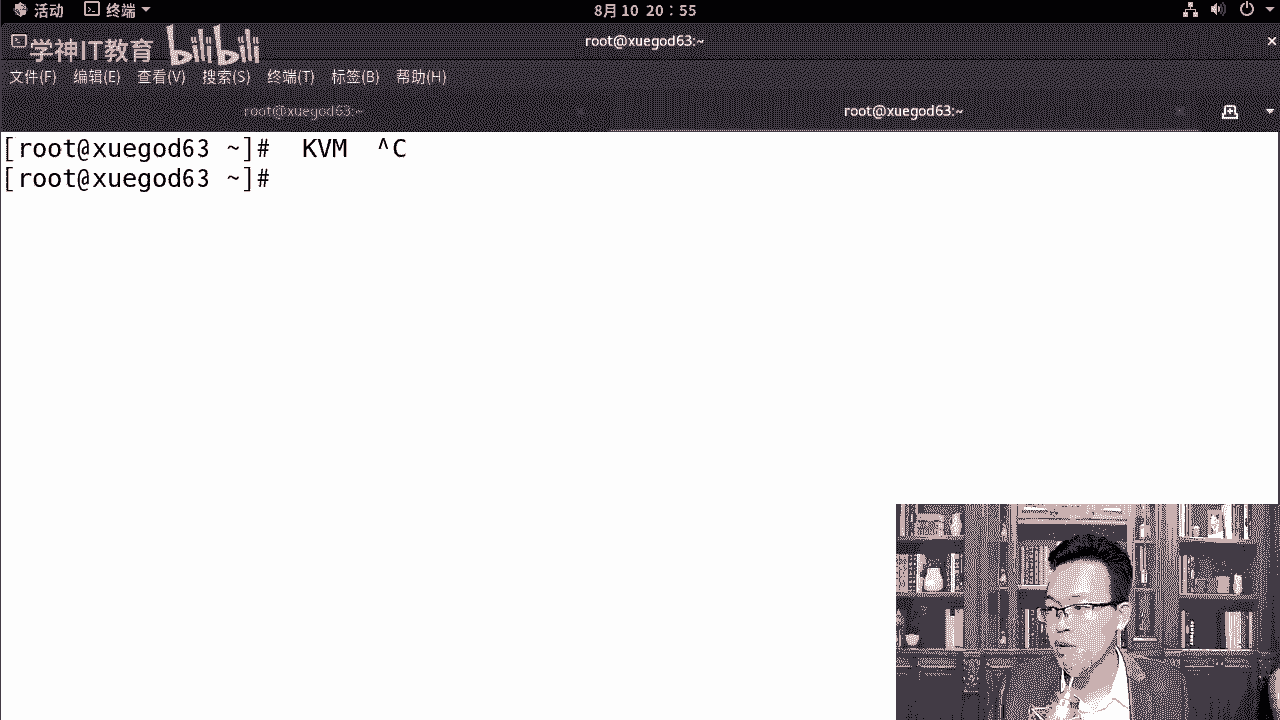 活动 终端 8月 10 20：55
学神IT教育 bilibili root@xuegod63:~
文件(F) 编辑(E) 查看(V) 搜索(S) 终端(T) 标签(B) 帮助(H)
root@xuegod63:~ root@xuegod63:~
[root@xuegod63 ~]# KVM ^C
[root@xuegod63 ~]#